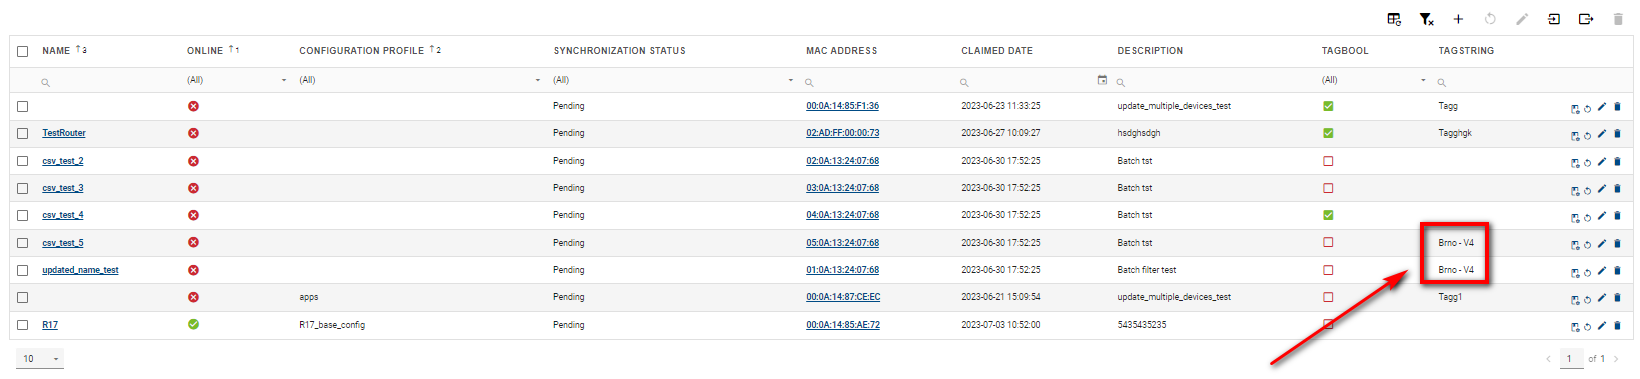 NAME ↑3 ONLINE ↑1 CONFIGURATION PROFILE ↑2 SYNCHRONIZATION STATUS MAC ADDRESS CLAIMED DATE DESCRIPTION TAGBOOL TAGSTRING
(All) (All) (All) (All)
Pending 00:0A:14:85:F1:36 2023-06-23 11:33:25 update_multiple_devices_test Tagg
TestRouter Pending 02:AD:FF:00:00:73 2023-06-27 10:09:27 hsdghsdgh Tagghgk
csv_test_2 Pending 02:0A:13:24:07:68 2023-06-30 17:52:25 Batch tst
csv_test_3 Pending 03:0A:13:24:07:68 2023-06-30 17:52:25 Batch tst
csv_test_4 Pending 04:0A:13:24:07:68 2023-06-30 17:52:25 Batch tst
csv_test_5 Pending 05:0A:13:24:07:68 2023-06-30 17:52:25 Batch tst Brno - V4
updated_name_test Pending 01:0A:13:24:07:68 2023-06-30 17:52:25 Batch filter test Brno - V4
apps Pending 00:0A:14:87:CE:EC 2023-06-21 15:09:54 update_multiple_devices_test Tagg1
R17 R17_base_config Pending 00:0A:14:85:AE:72 2023-07-03 10:52:00 5435435235
10 1 of 1